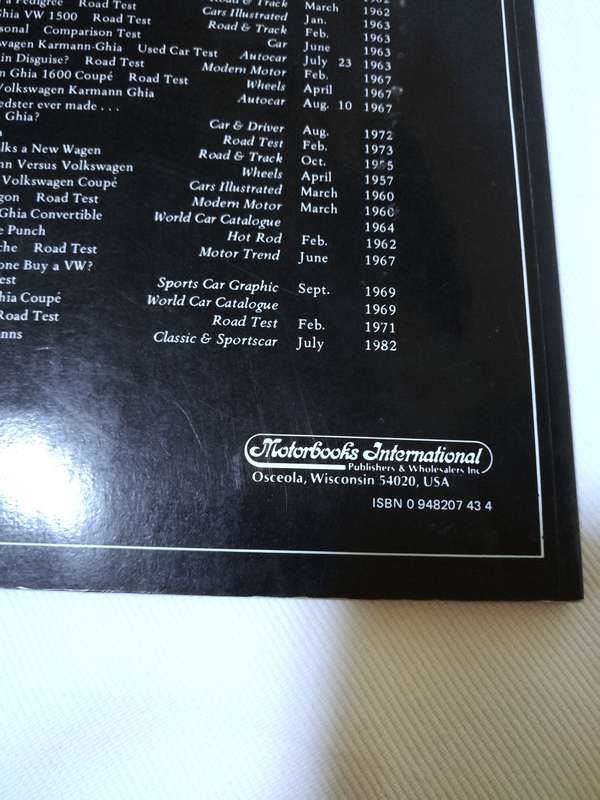 Road & Track March 1962
a Pedigree Road Test Cars Illustrated Jan. 1963
Ghia VW 1500 Road Test Road & Track Feb. 1963
sonal Comparison Test Car June 1963
wagen Karmann-Ghia Used Car Test Autocar July 23 1963
in Disguise? Road Test Modern Motor Feb. 1967
n Ghia 1600 Coupé Road Test Wheels April 1967
Volkswagen Karmann Ghia Autocar Aug. 10 1967
edster ever made . . .
Ghia? Car & Driver Aug. 1972
Road Test Feb. 1973
lks a New Wagen Road & Track Oct. 1955
nn Versus Volkswagen Wheels April 1957
Volkswagen Coupé Cars Illustrated March 1960
gon Road Test Modern Motor March 1960
Ghia Convertible World Car Catalogue 1964
e Punch Hot Rod Feb. 1962
che Road Test Motor Trend June 1967
one Buy a VW?
est Sports Car Graphic Sept. 1969
hia Coupé World Car Catalogue 1969
Road Test Road Test Feb. 1971
nns Classic & Sportscar July 1982
Motorbooks International
Publishers & Wholesalers Inc
Osceola, Wisconsin 54020, USA
ISBN 0 948207 43 4